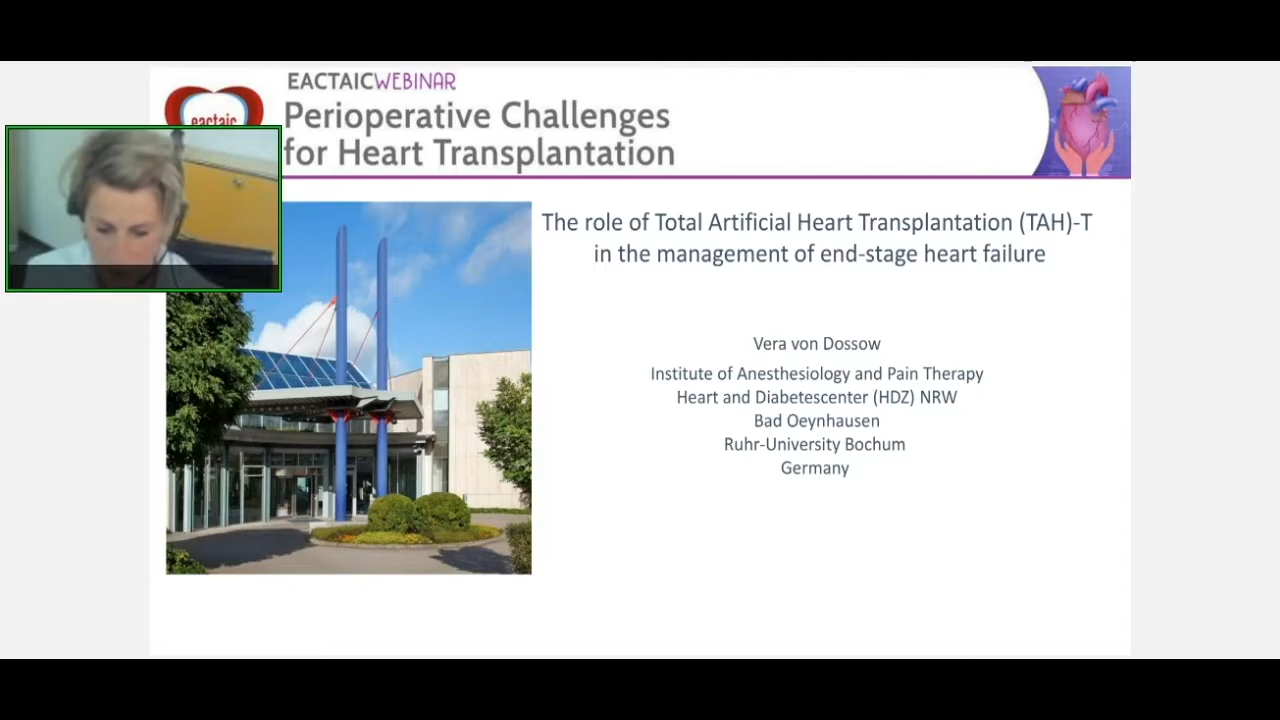 EACTAICWEBINAR
eactaic
Perioperative Challenges
for Heart Transplantation
The role of Total Artificial Heart Transplantation (TAH)-T
in the management of end-stage heart failure
Vera von Dossow
Institute of Anesthesiology and Pain Therapy
Heart and Diabetescenter (HDZ) NRW
Bad Oeynhausen
Ruhr-University Bochum
Germany